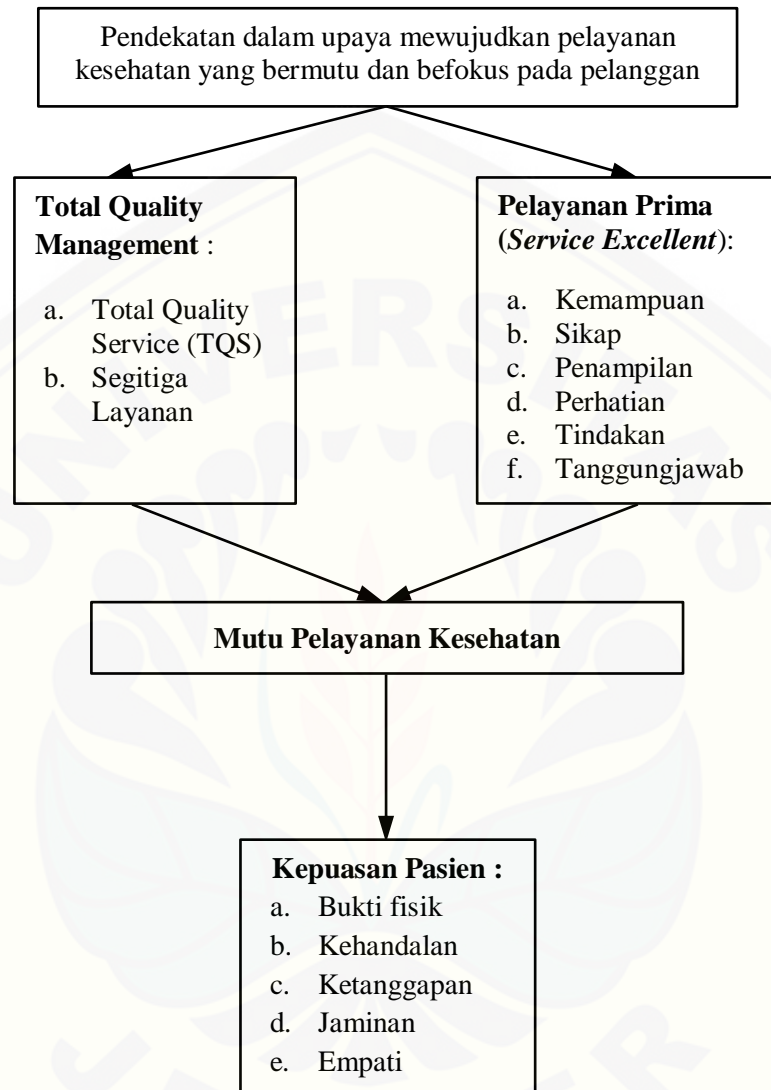 Pendekatan dalam upaya mewujudkan pelayanan
kesehatan yang bermutu dan befokus pada pelanggan
Total Quality
Management :
a. Total Quality
Service (TQS)
b. Segitiga
Layanan
Pelayanan Prima
(Service Excellent):
a. Kemampuan
b. Sikap
c. Penampilan
d. Perhatian
e. Tindakan
f. Tanggungjawab
Mutu Pelayanan Kesehatan
Kepuasan Pasien :
a. Bukti fisik
b. Kehandalan
c. Ketanggapan
d. Jaminan
e. Empati
UNIVERSITAS
JEMBER